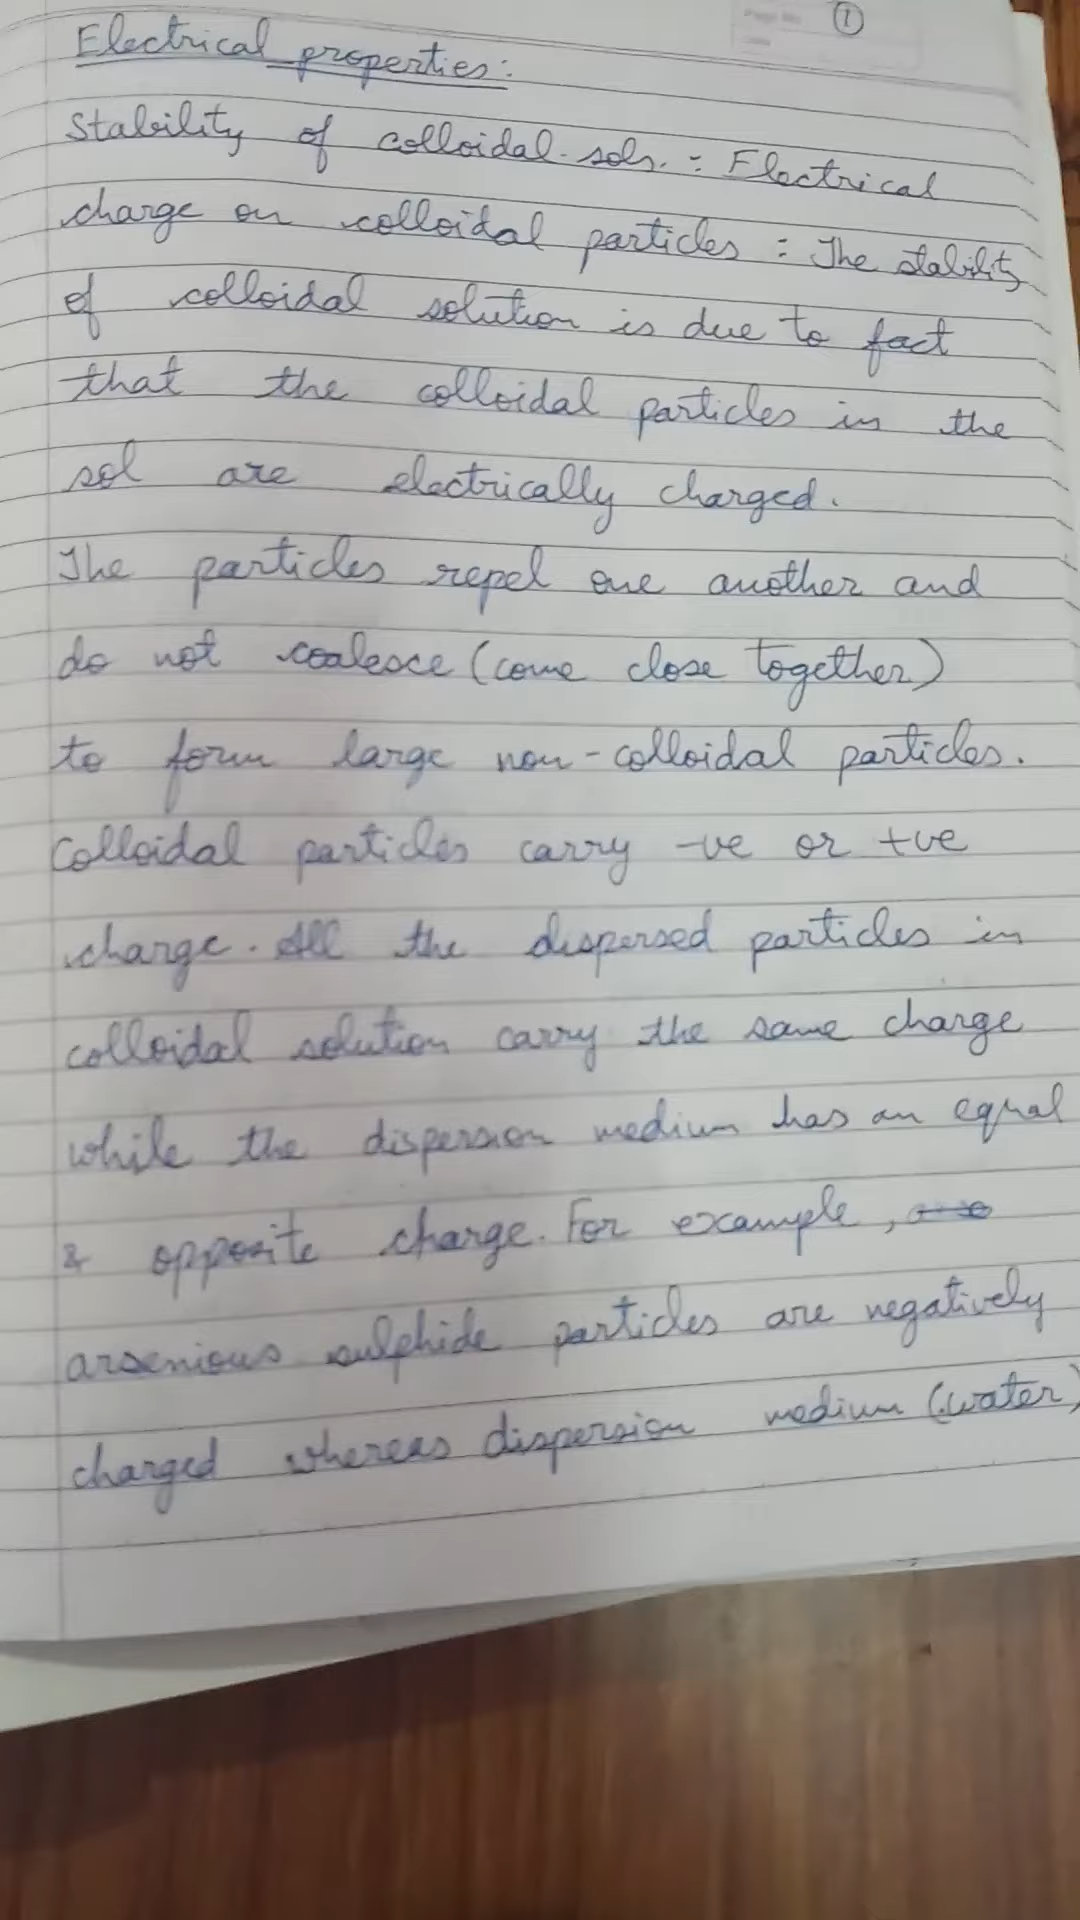 1
Electrical properties:
Stability of colloidal sols. : Electrical
charge on colloidal particles : The stability
of colloidal solution is due to fact
that the colloidal particles in the
sol are electrically charged.
The particles repel one another and
do not coalesce (come close together)
to form large non-colloidal particles.
Colloidal particles carry -ve or +ve
charge. All the dispersed particles in
colloidal solution carry the same charge
while the dispersion medium has an equal
& opposite charge. For example,
arsenious sulphide particles are negatively
charged whereas dispersion medium (water)